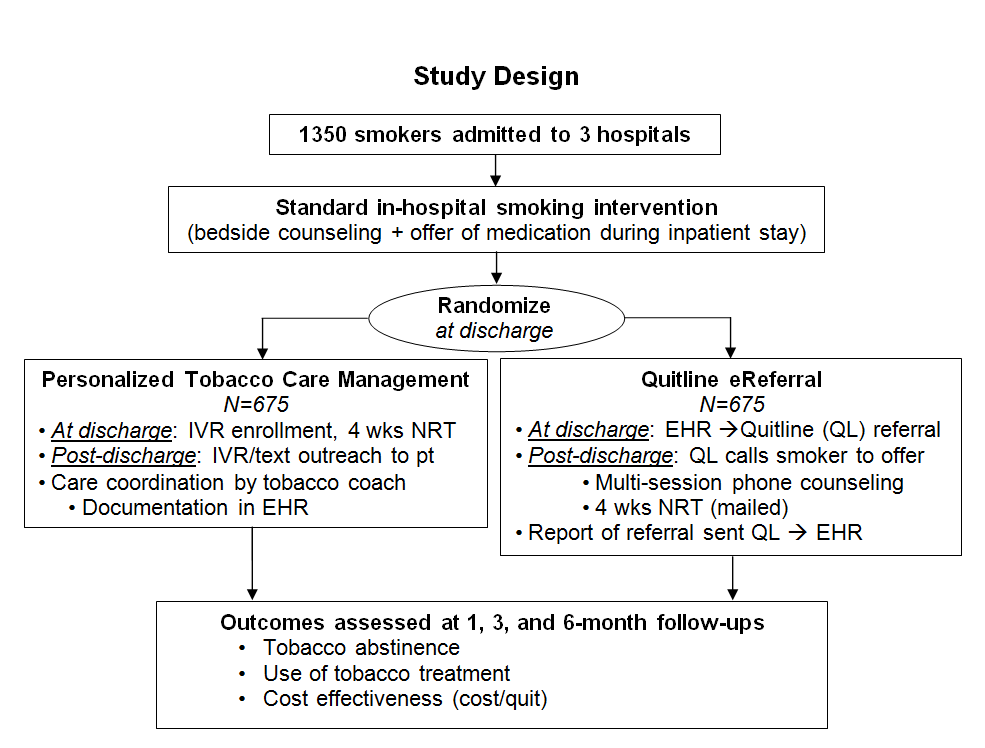 Study Design
1350 smokers admitted to 3 hospitals
Standard in-hospital smoking intervention
(bedside counseling + offer of medication during inpatient stay)
Randomize
at discharge
Personalized Tobacco Care Management
N=675
• At discharge: IVR enrollment, 4 wks NRT
• Post-discharge: IVR/text outreach to pt
• Care coordination by tobacco coach
• Documentation in EHR
Quitline eReferral
N=675
• At discharge: EHR →Quitline (QL) referral
• Post-discharge: QL calls smoker to offer
• Multi-session phone counseling
• 4 wks NRT (mailed)
• Report of referral sent QL → EHR
Outcomes assessed at 1, 3, and 6-month follow-ups
• Tobacco abstinence
• Use of tobacco treatment
• Cost effectiveness (cost/quit)